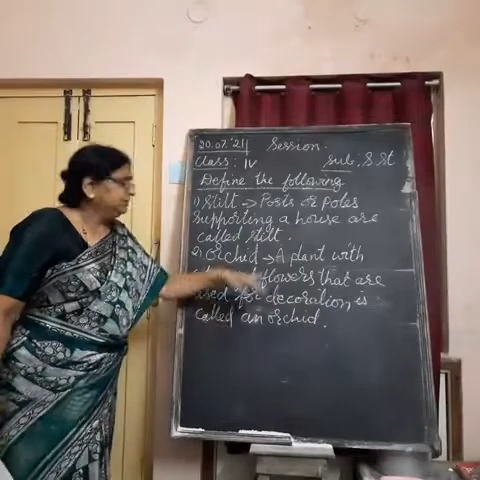 20.07.'21 Session.
Class: IV Sub. S St
Define the following
1) Stilt → Posts or Poles
supporting a house are
called stilt.
2) Orchid → A plant with
flowers that are
used for decoration is
called an orchid.